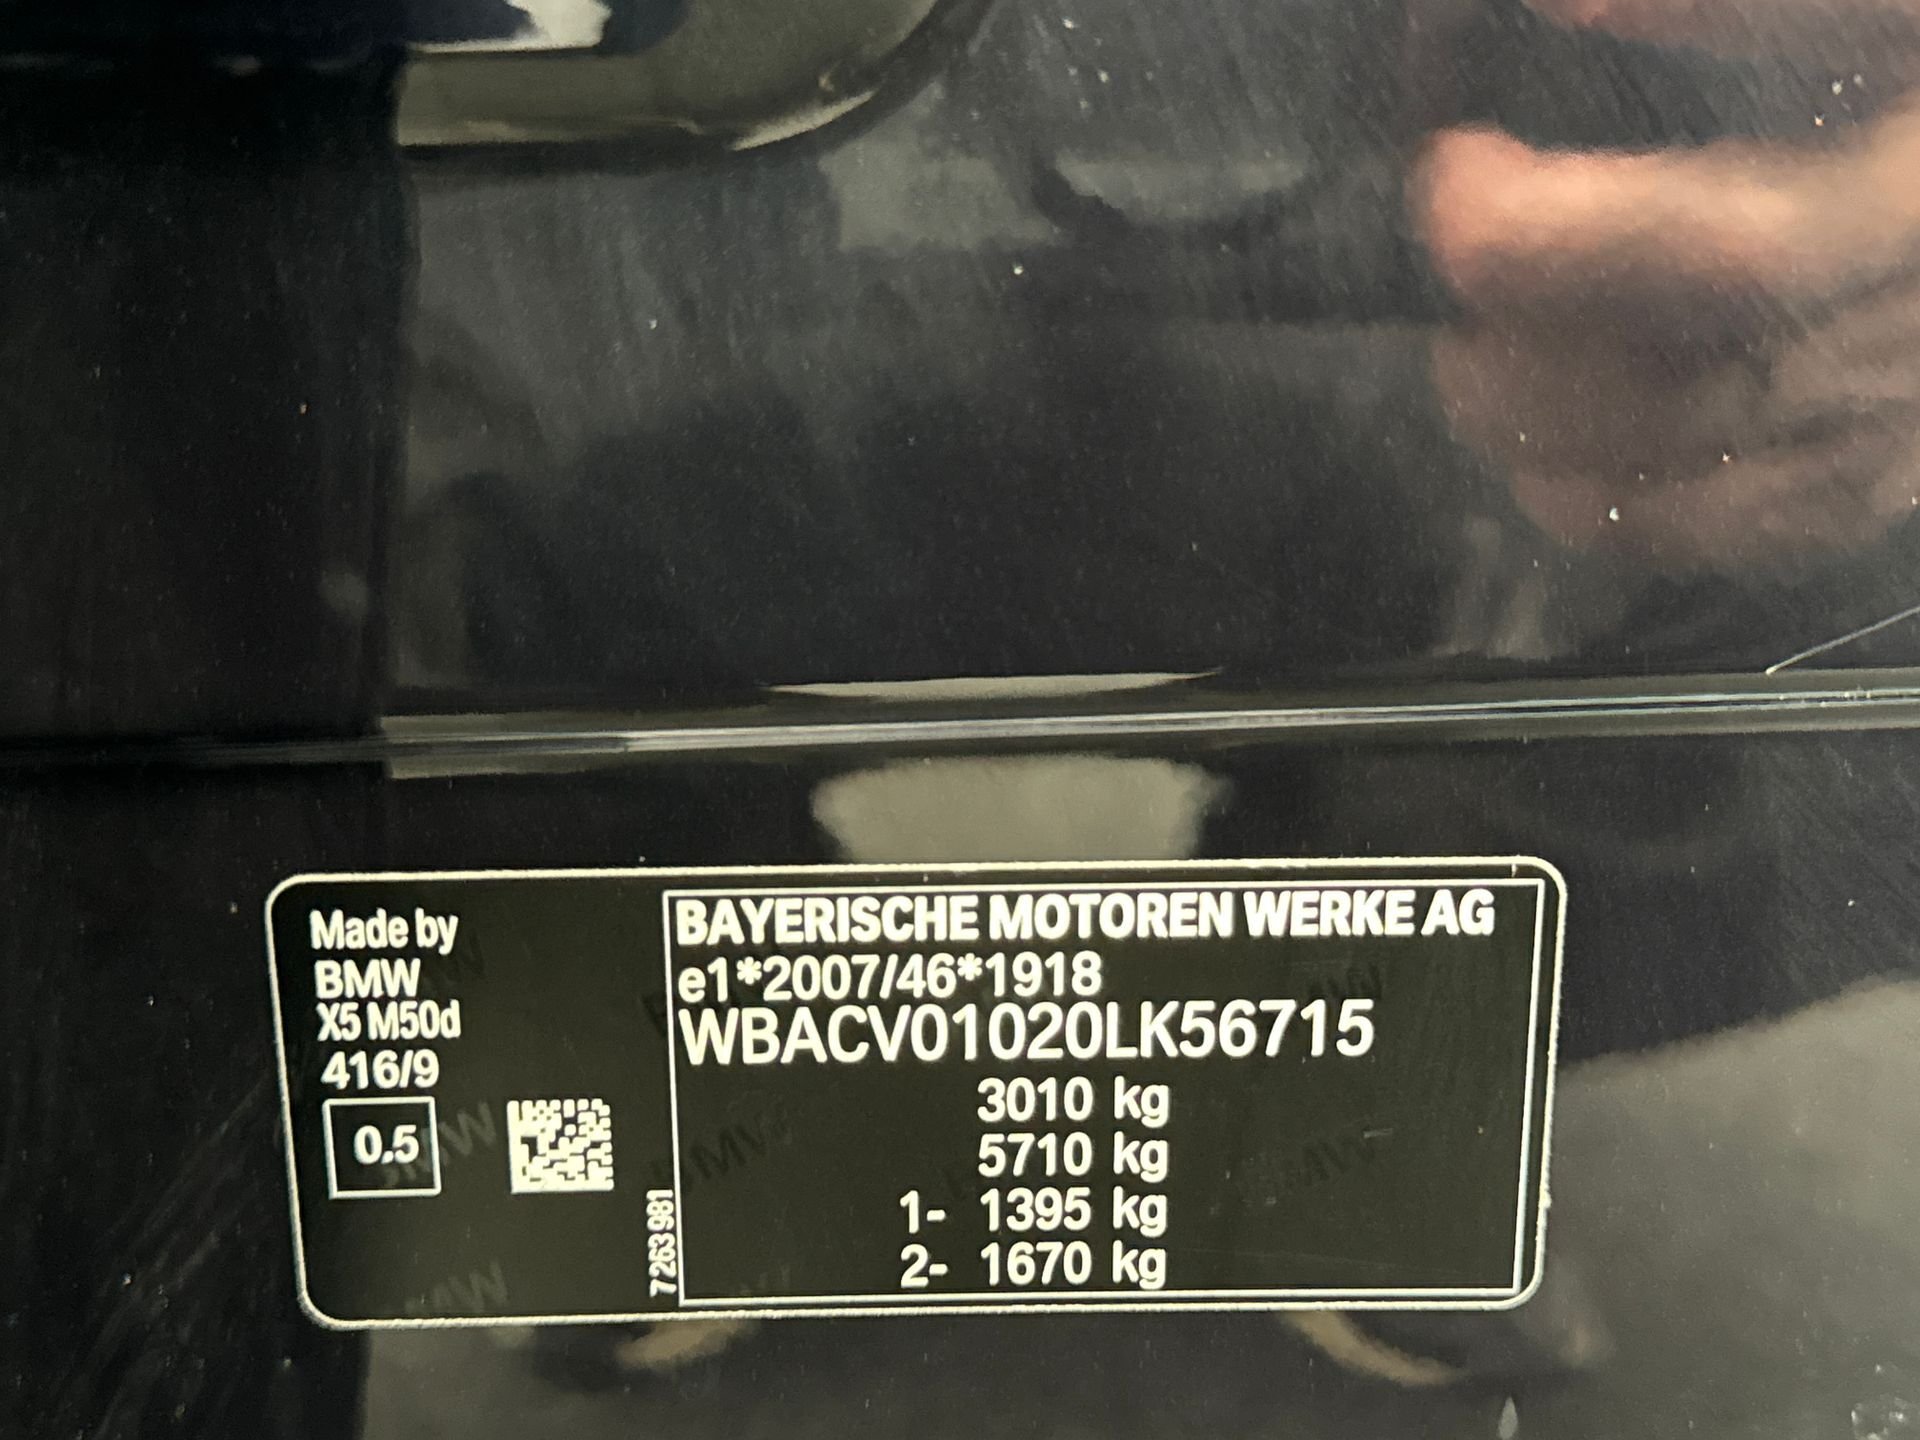 Made by
BMW
X5 M50d
416/9
0.5
7263981
BAYERISCHE MOTOREN WERKE AG
e1*2007/46*1918
WBACV01020LK56715
3010 kg
5710 kg
1- 1395 kg
2- 1670 kg